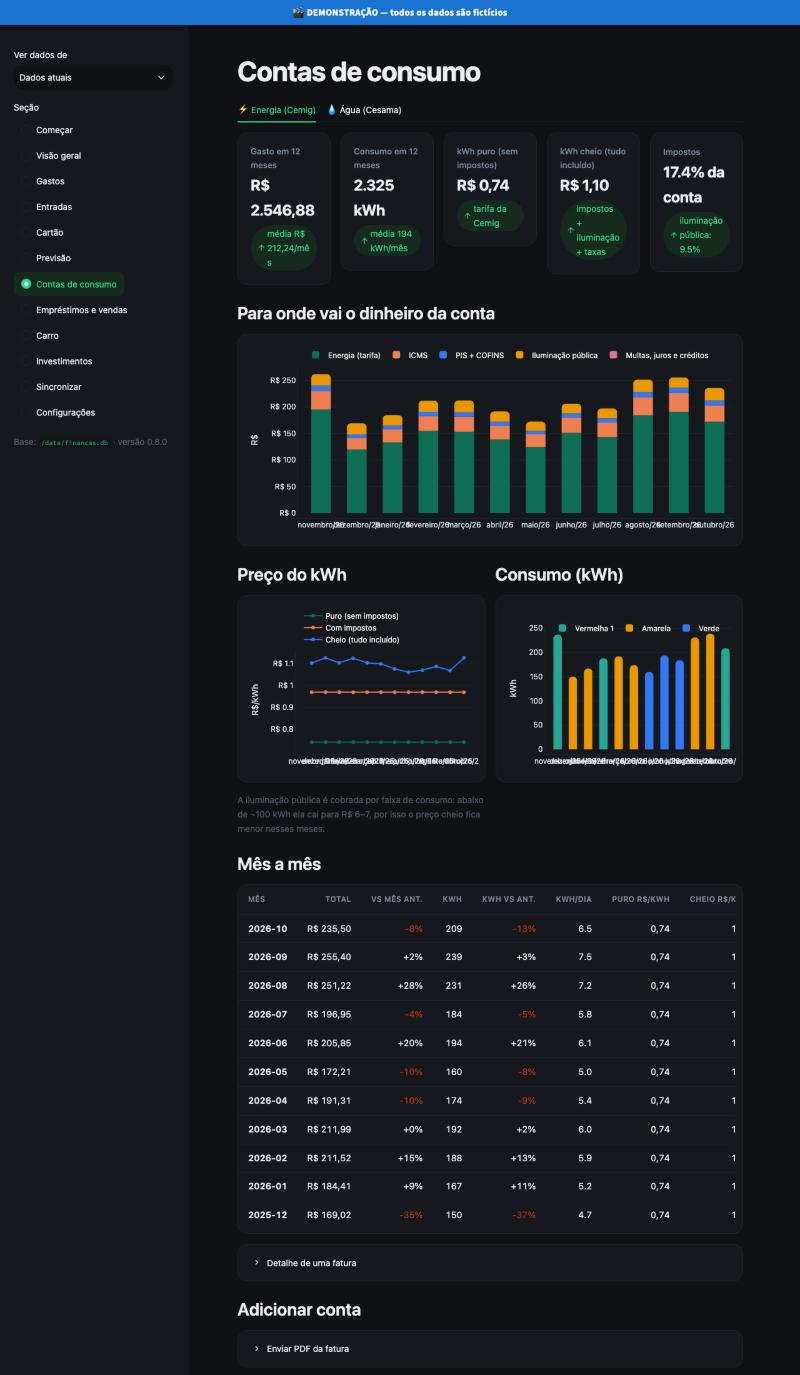 🎬 DEMONSTRAÇÃO — todos os dados são fictícios
Ver dados de
Dados atuais
Seção
Começar
Visão geral
Gastos
Entradas
Cartão
Previsão
Contas de consumo
Empréstimos e vendas
Carro
Investimentos
Sincronizar
Configurações
Base: /data/financas.db · versão 0.8.0
Contas de consumo
⚡ Energia (Cemig)
💧 Água (Cesama)
Gasto em 12
meses
R$
2.546,88
↑ média R$
212,24/mê
s
Consumo em 12
meses
2.325
kWh
↑ média 194
kWh/mês
kWh puro (sem
impostos)
R$ 0,74
↑ tarifa da
Cemig
kWh cheio (tudo
incluído)
R$ 1,10
↑ impostos
+
iluminação
+ taxas
Impostos
17.4% da
conta
↑ iluminação
pública:
9.5%
Para onde vai o dinheiro da conta
Energia (tarifa) ICMS PIS + COFINS Iluminação pública Multas, juros e créditos
R$
R$ 250
R$ 200
R$ 150
R$ 100
R$ 50
R$ 0
março/26 abril/26 maio/26 junho/26 julho/26
Preço do kWh
Puro (sem impostos)
Com impostos
Cheio (tudo incluído)
R$/kWh
R$ 1.1
R$ 1
R$ 0.9
R$ 0.8
Consumo (kWh)
Vermelha 1 Amarela Verde
kWh
250
200
150
100
50
0
A iluminação pública é cobrada por faixa de consumo: abaixo
de ~100 kWh ela cai para R$ 6–7, por isso o preço cheio fica
menor nesses meses.
Mês a mês
MÊS TOTAL VS MÊS ANT. KWH KWH VS ANT. KWH/DIA PURO R$/KWH CHEIO R$/K
2026-10 R$ 235,50 -8% 209 -13% 6.5 0,74 1
2026-09 R$ 255,40 +2% 239 +3% 7.5 0,74 1
2026-08 R$ 251,22 +28% 231 +26% 7.2 0,74 1
2026-07 R$ 196,95 -4% 184 -5% 5.8 0,74 1
2026-06 R$ 205,85 +20% 194 +21% 6.1 0,74 1
2026-05 R$ 172,21 -10% 160 -8% 5.0 0,74 1
2026-04 R$ 191,31 -10% 174 -9% 5.4 0,74 1
2026-03 R$ 211,99 +0% 192 +2% 6.0 0,74 1
2026-02 R$ 211,52 +15% 188 +13% 5.9 0,74 1
2026-01 R$ 184,41 +9% 167 +11% 5.2 0,74 1
2025-12 R$ 169,02 -35% 150 -37% 4.7 0,74 1
Detalhe de uma fatura
Adicionar conta
Enviar PDF da fatura